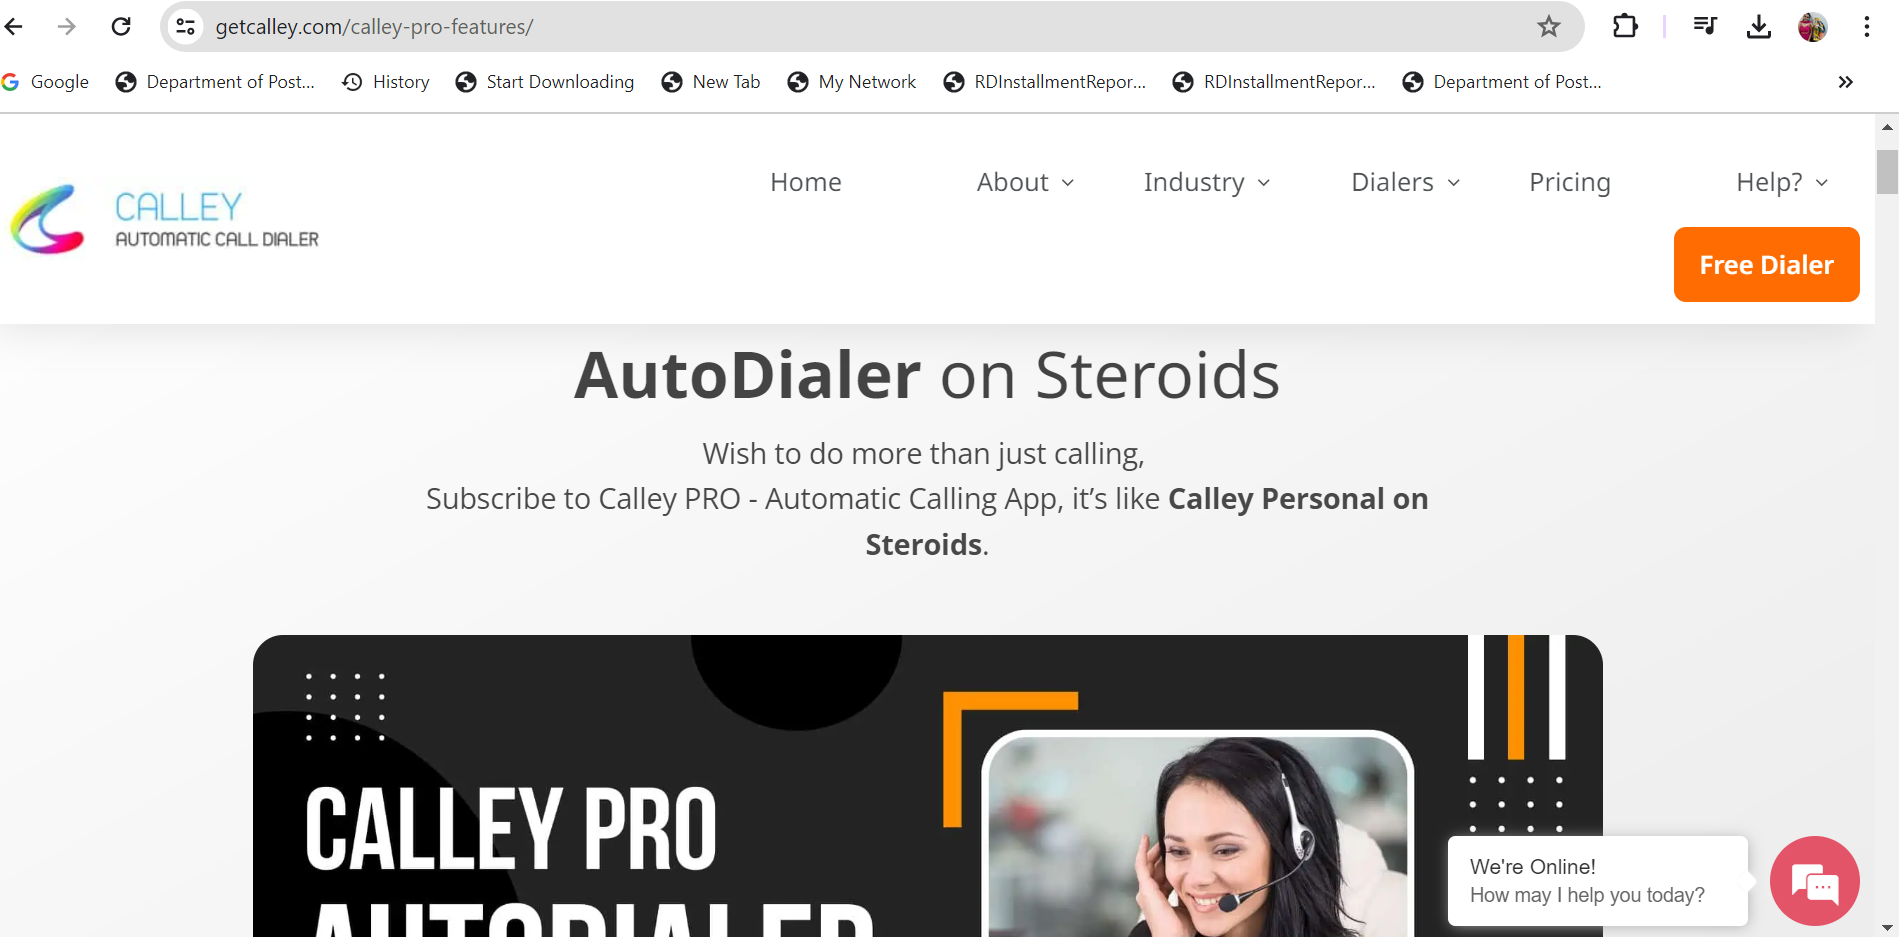 getcalley.com/calley-pro-features/
Google Department of Post... History Start Downloading New Tab My Network RDInstallmentRepor... RDInstallmentRepor... Department of Post...
Home About Industry Dialers Pricing Help?
CALLEY
AUTOMATIC CALL DIALER
Free Dialer
AutoDialer on Steroids
Wish to do more than just calling,
Subscribe to Calley PRO - Automatic Calling App, it’s like Calley Personal on
Steroids.
CALLEY PRO
AUTODIALER
We're Online!
How may I help you today?